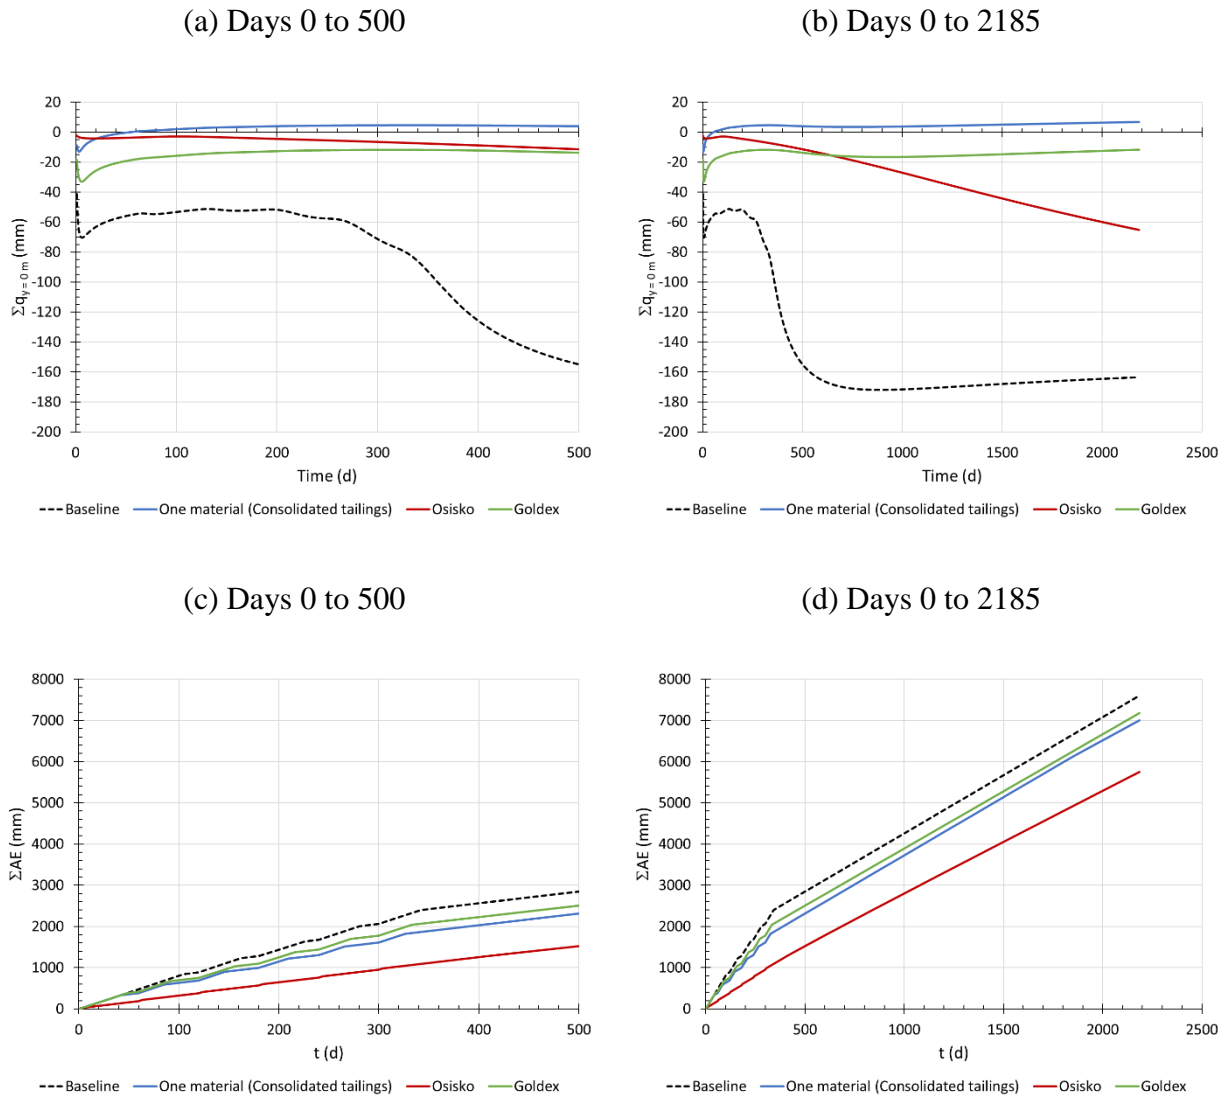 (a) Days 0 to 500
(b) Days 0 to 2185
20
0
-20
-40
-60
-80
-100
-120
-140
-160
-180
-200
Σq y = 0 m (mm)
0 100 200 300 400 500
Time (d)
Baseline One material (Consolidated tailings) Osisko Goldex
20
0
-20
-40
-60
-80
-100
-120
-140
-160
-180
-200
Σq y = 0 m (mm)
0 500 1000 1500 2000 2500
Time (d)
Baseline One material (Consolidated tailings) Osisko Goldex
(c) Days 0 to 500
(d) Days 0 to 2185
8000
7000
6000
5000
4000
3000
2000
1000
0
ΣAE (mm)
0 100 200 300 400 500
t (d)
Baseline One material (Consolidated tailings) Osisko Goldex
8000
7000
6000
5000
4000
3000
2000
1000
0
ΣAE (mm)
0 500 1000 1500 2000 2500
t (d)
Baseline One material (Consolidated tailings) Osisko Goldex